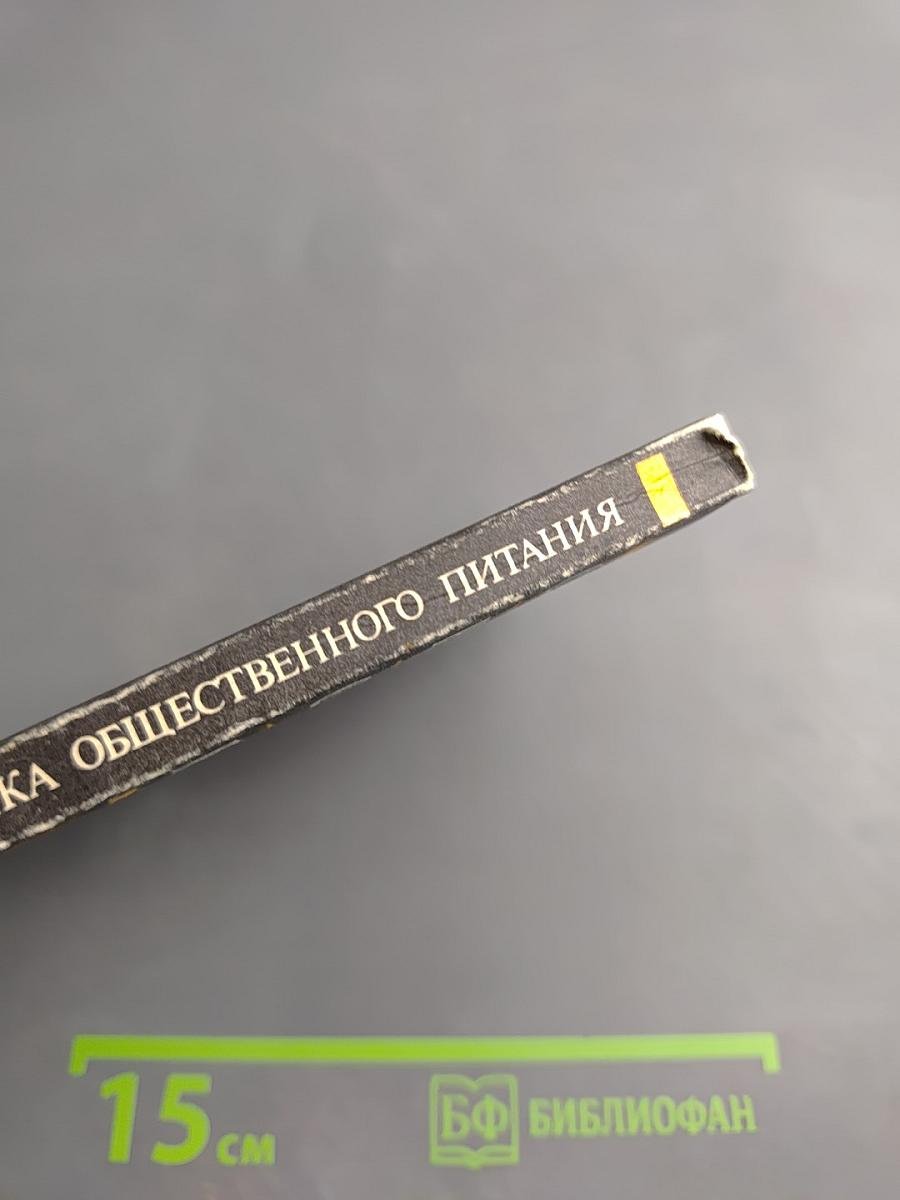 КА ОБЩЕСТВЕННОГО ПИТАНИЯ
15 см
БФ БИБЛИОФАН